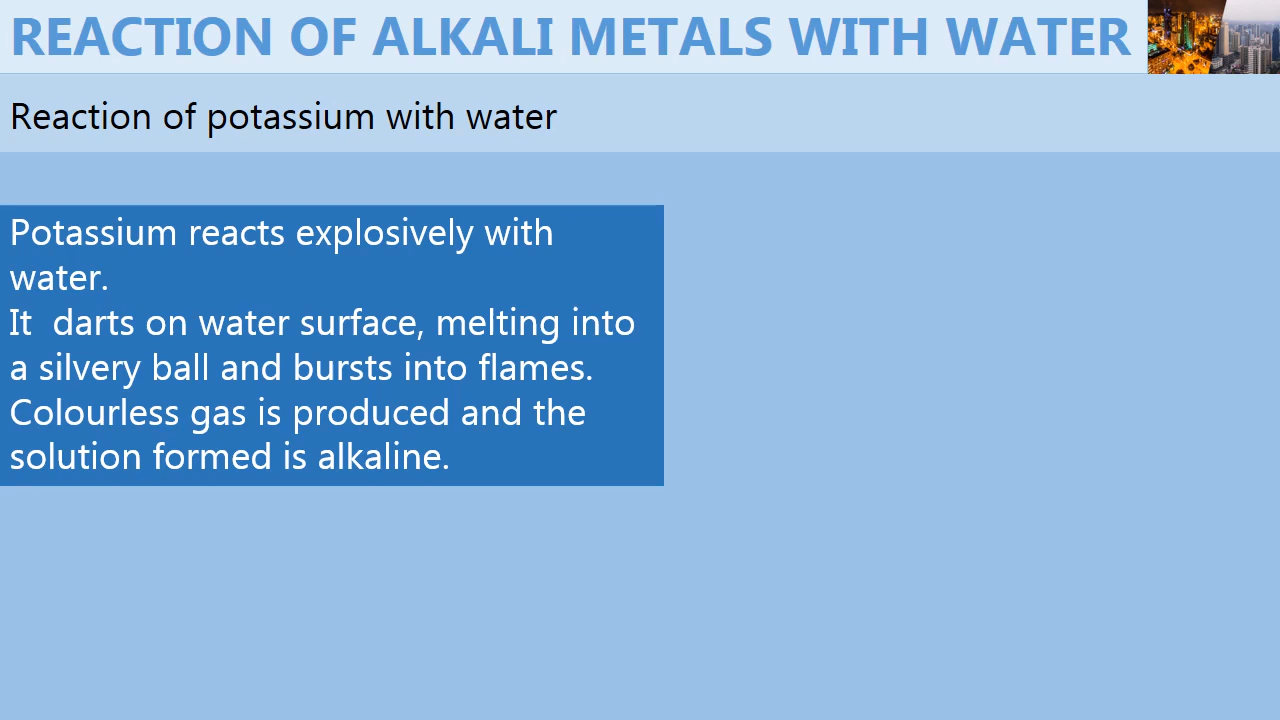 REACTION OF ALKALI METALS WITH WATER
Reaction of potassium with water
Potassium reacts explosively with
water.
It  darts on water surface, melting into
a silvery ball and bursts into flames.
Colourless gas is produced and the
solution formed is alkaline.